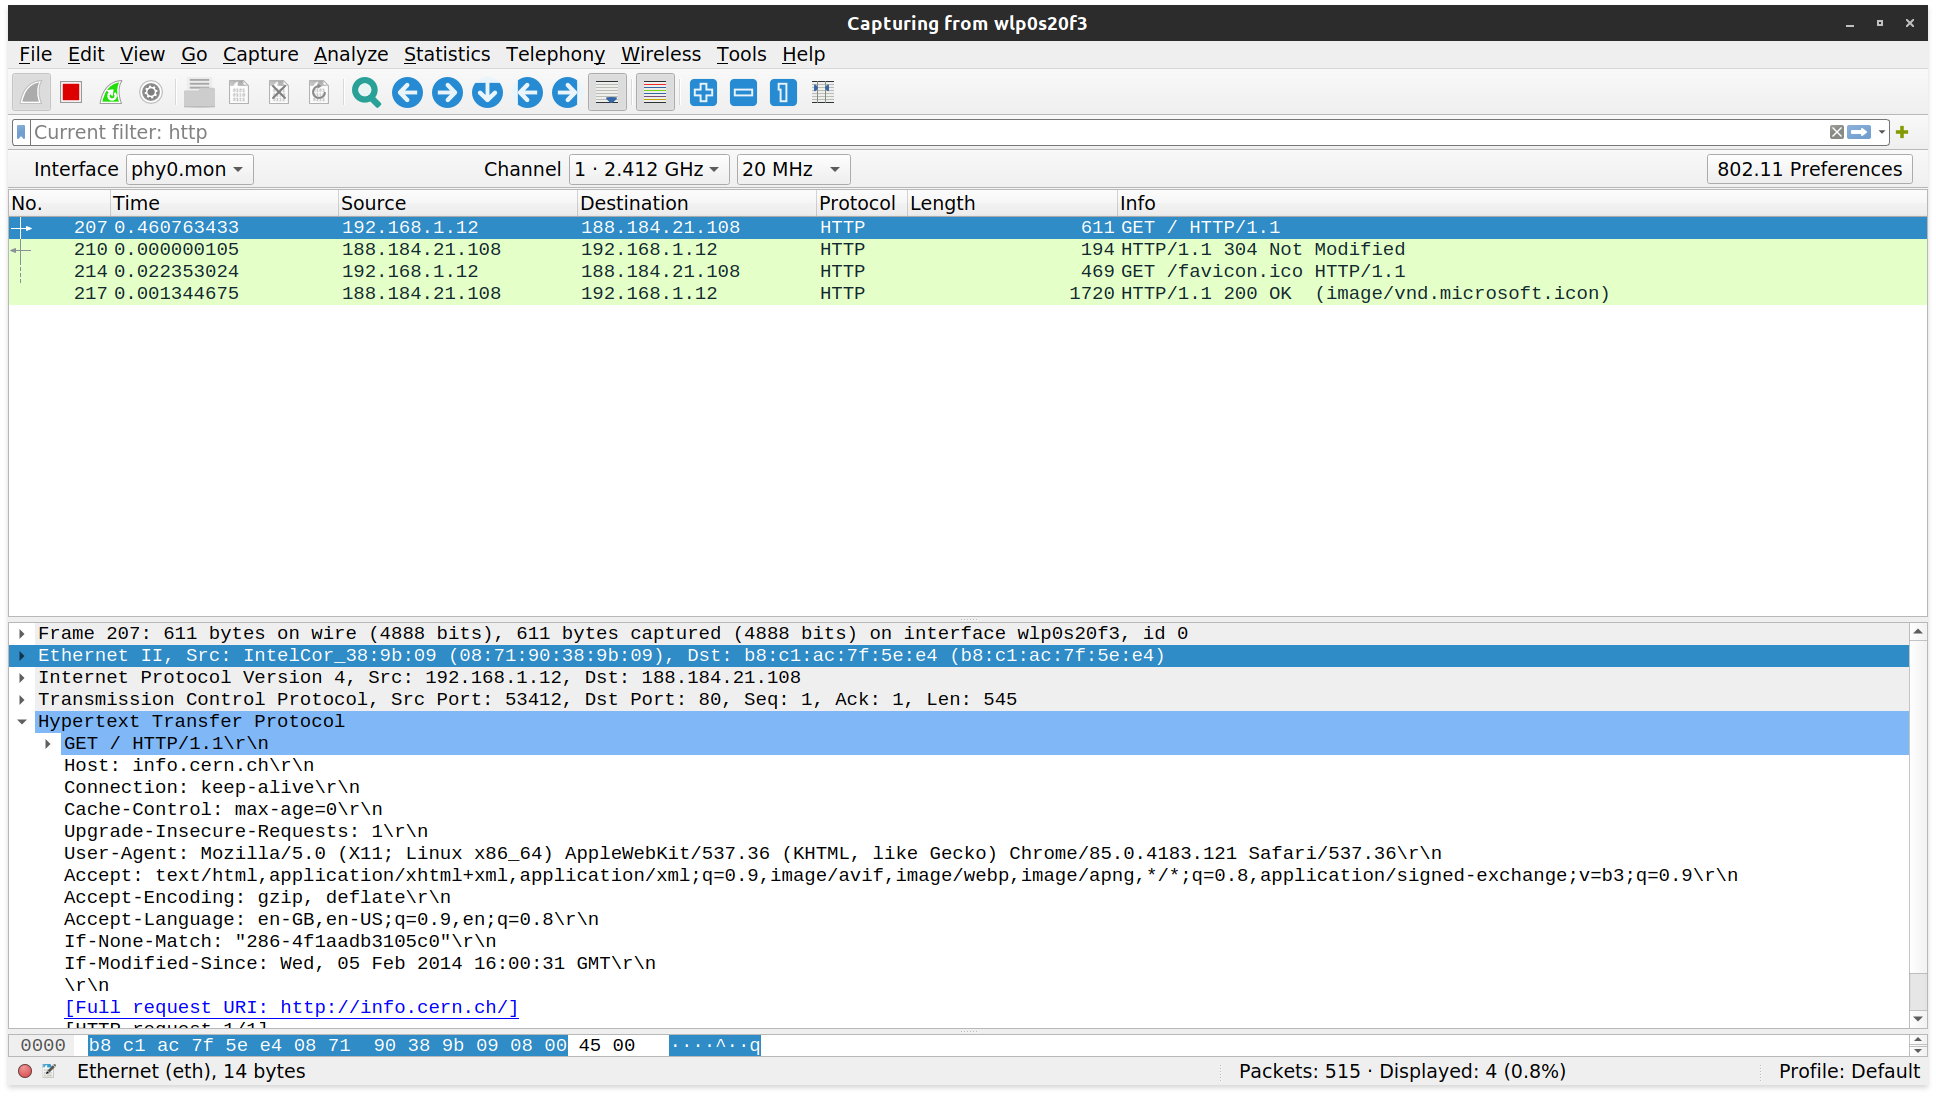 Capturing from wlp0s20f3
File Edit View Go Capture Analyze Statistics Telephony Wireless Tools Help
Current filter: http
Interface phy0.mon Channel 1 · 2.412 GHz 20 MHz 802.11 Preferences
No. Time Source Destination Protocol Length Info
207 0.460763433 192.168.1.12 188.184.21.108 HTTP 611 GET / HTTP/1.1
210 0.000000105 188.184.21.108 192.168.1.12 HTTP 194 HTTP/1.1 304 Not Modified
214 0.022353024 192.168.1.12 188.184.21.108 HTTP 469 GET /favicon.ico HTTP/1.1
217 0.001344675 188.184.21.108 192.168.1.12 HTTP 1720 HTTP/1.1 200 OK  (image/vnd.microsoft.icon)
Frame 207: 611 bytes on wire (4888 bits), 611 bytes captured (4888 bits) on interface wlp0s20f3, id 0
Ethernet II, Src: IntelCor_38:9b:09 (08:71:90:38:9b:09), Dst: b8:c1:ac:7f:5e:e4 (b8:c1:ac:7f:5e:e4)
Internet Protocol Version 4, Src: 192.168.1.12, Dst: 188.184.21.108
Transmission Control Protocol, Src Port: 53412, Dst Port: 80, Seq: 1, Ack: 1, Len: 545
Hypertext Transfer Protocol
GET / HTTP/1.1\r\n
Host: info.cern.ch\r\n
Connection: keep-alive\r\n
Cache-Control: max-age=0\r\n
Upgrade-Insecure-Requests: 1\r\n
User-Agent: Mozilla/5.0 (X11; Linux x86_64) AppleWebKit/537.36 (KHTML, like Gecko) Chrome/85.0.4183.121 Safari/537.36\r\n
Accept: text/html,application/xhtml+xml,application/xml;q=0.9,image/avif,image/webp,image/apng,*/*;q=0.8,application/signed-exchange;v=b3;q=0.9\r\n
Accept-Encoding: gzip, deflate\r\n
Accept-Language: en-GB,en-US;q=0.9,en;q=0.8\r\n
If-None-Match: "286-4f1aadb3105c0"\r\n
If-Modified-Since: Wed, 05 Feb 2014 16:00:31 GMT\r\n
\r\n
[Full request URI: http://info.cern.ch/]
[HTTP request 1/1]
0000 b8 c1 ac 7f 5e e4 08 71 90 38 9b 09 08 00 45 00 ····^··q
Ethernet (eth), 14 bytes Packets: 515 · Displayed: 4 (0.8%) Profile: Default